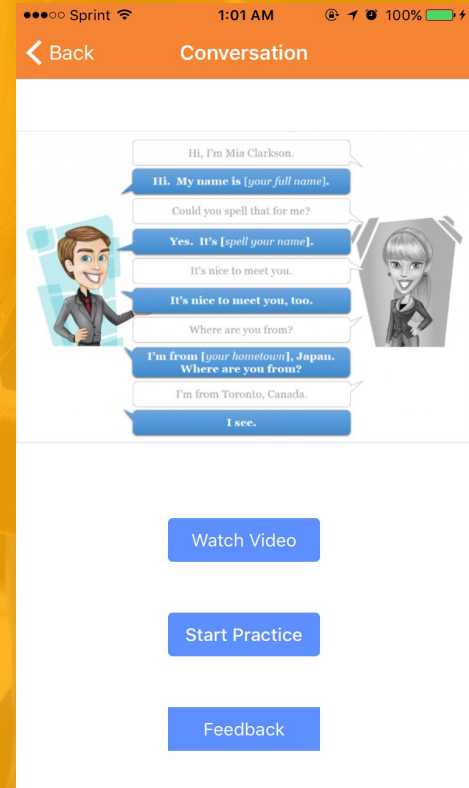 Sprint 1:01 AM 100%
Back Conversation
Hi, I'm Mia Clarkson.
Hi. My name is [your full name].
Could you spell that for me?
Yes. It's [spell your name].
It's nice to meet you.
It's nice to meet you, too.
Where are you from?
I'm from [your hometown], Japan.
Where are you from?
I'm from Toronto, Canada.
I see.
Watch Video
Start Practice
Feedback